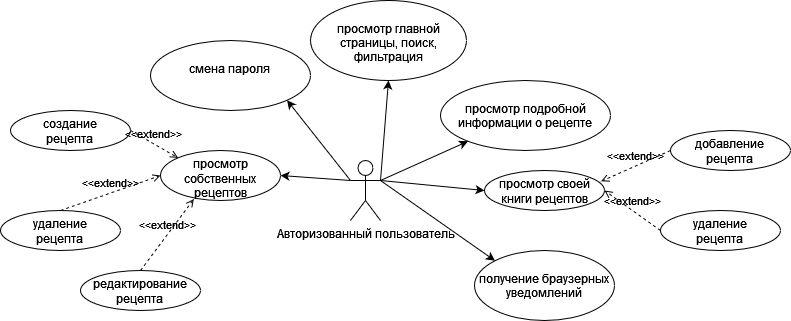 просмотр главной
страницы, поиск,
фильтрация
смена пароля
просмотр подробной
информации о рецепте
создание
рецепта
<<extend>>
просмотр
собственных
рецептов
<<extend>>
удаление
рецепта
<<extend>>
редактирование
рецепта
Авторизованный пользователь
просмотр своей
книги рецептов
<<extend>>
добавление
рецепта
<<extend>>
удаление
рецепта
получение браузерных
уведомлений